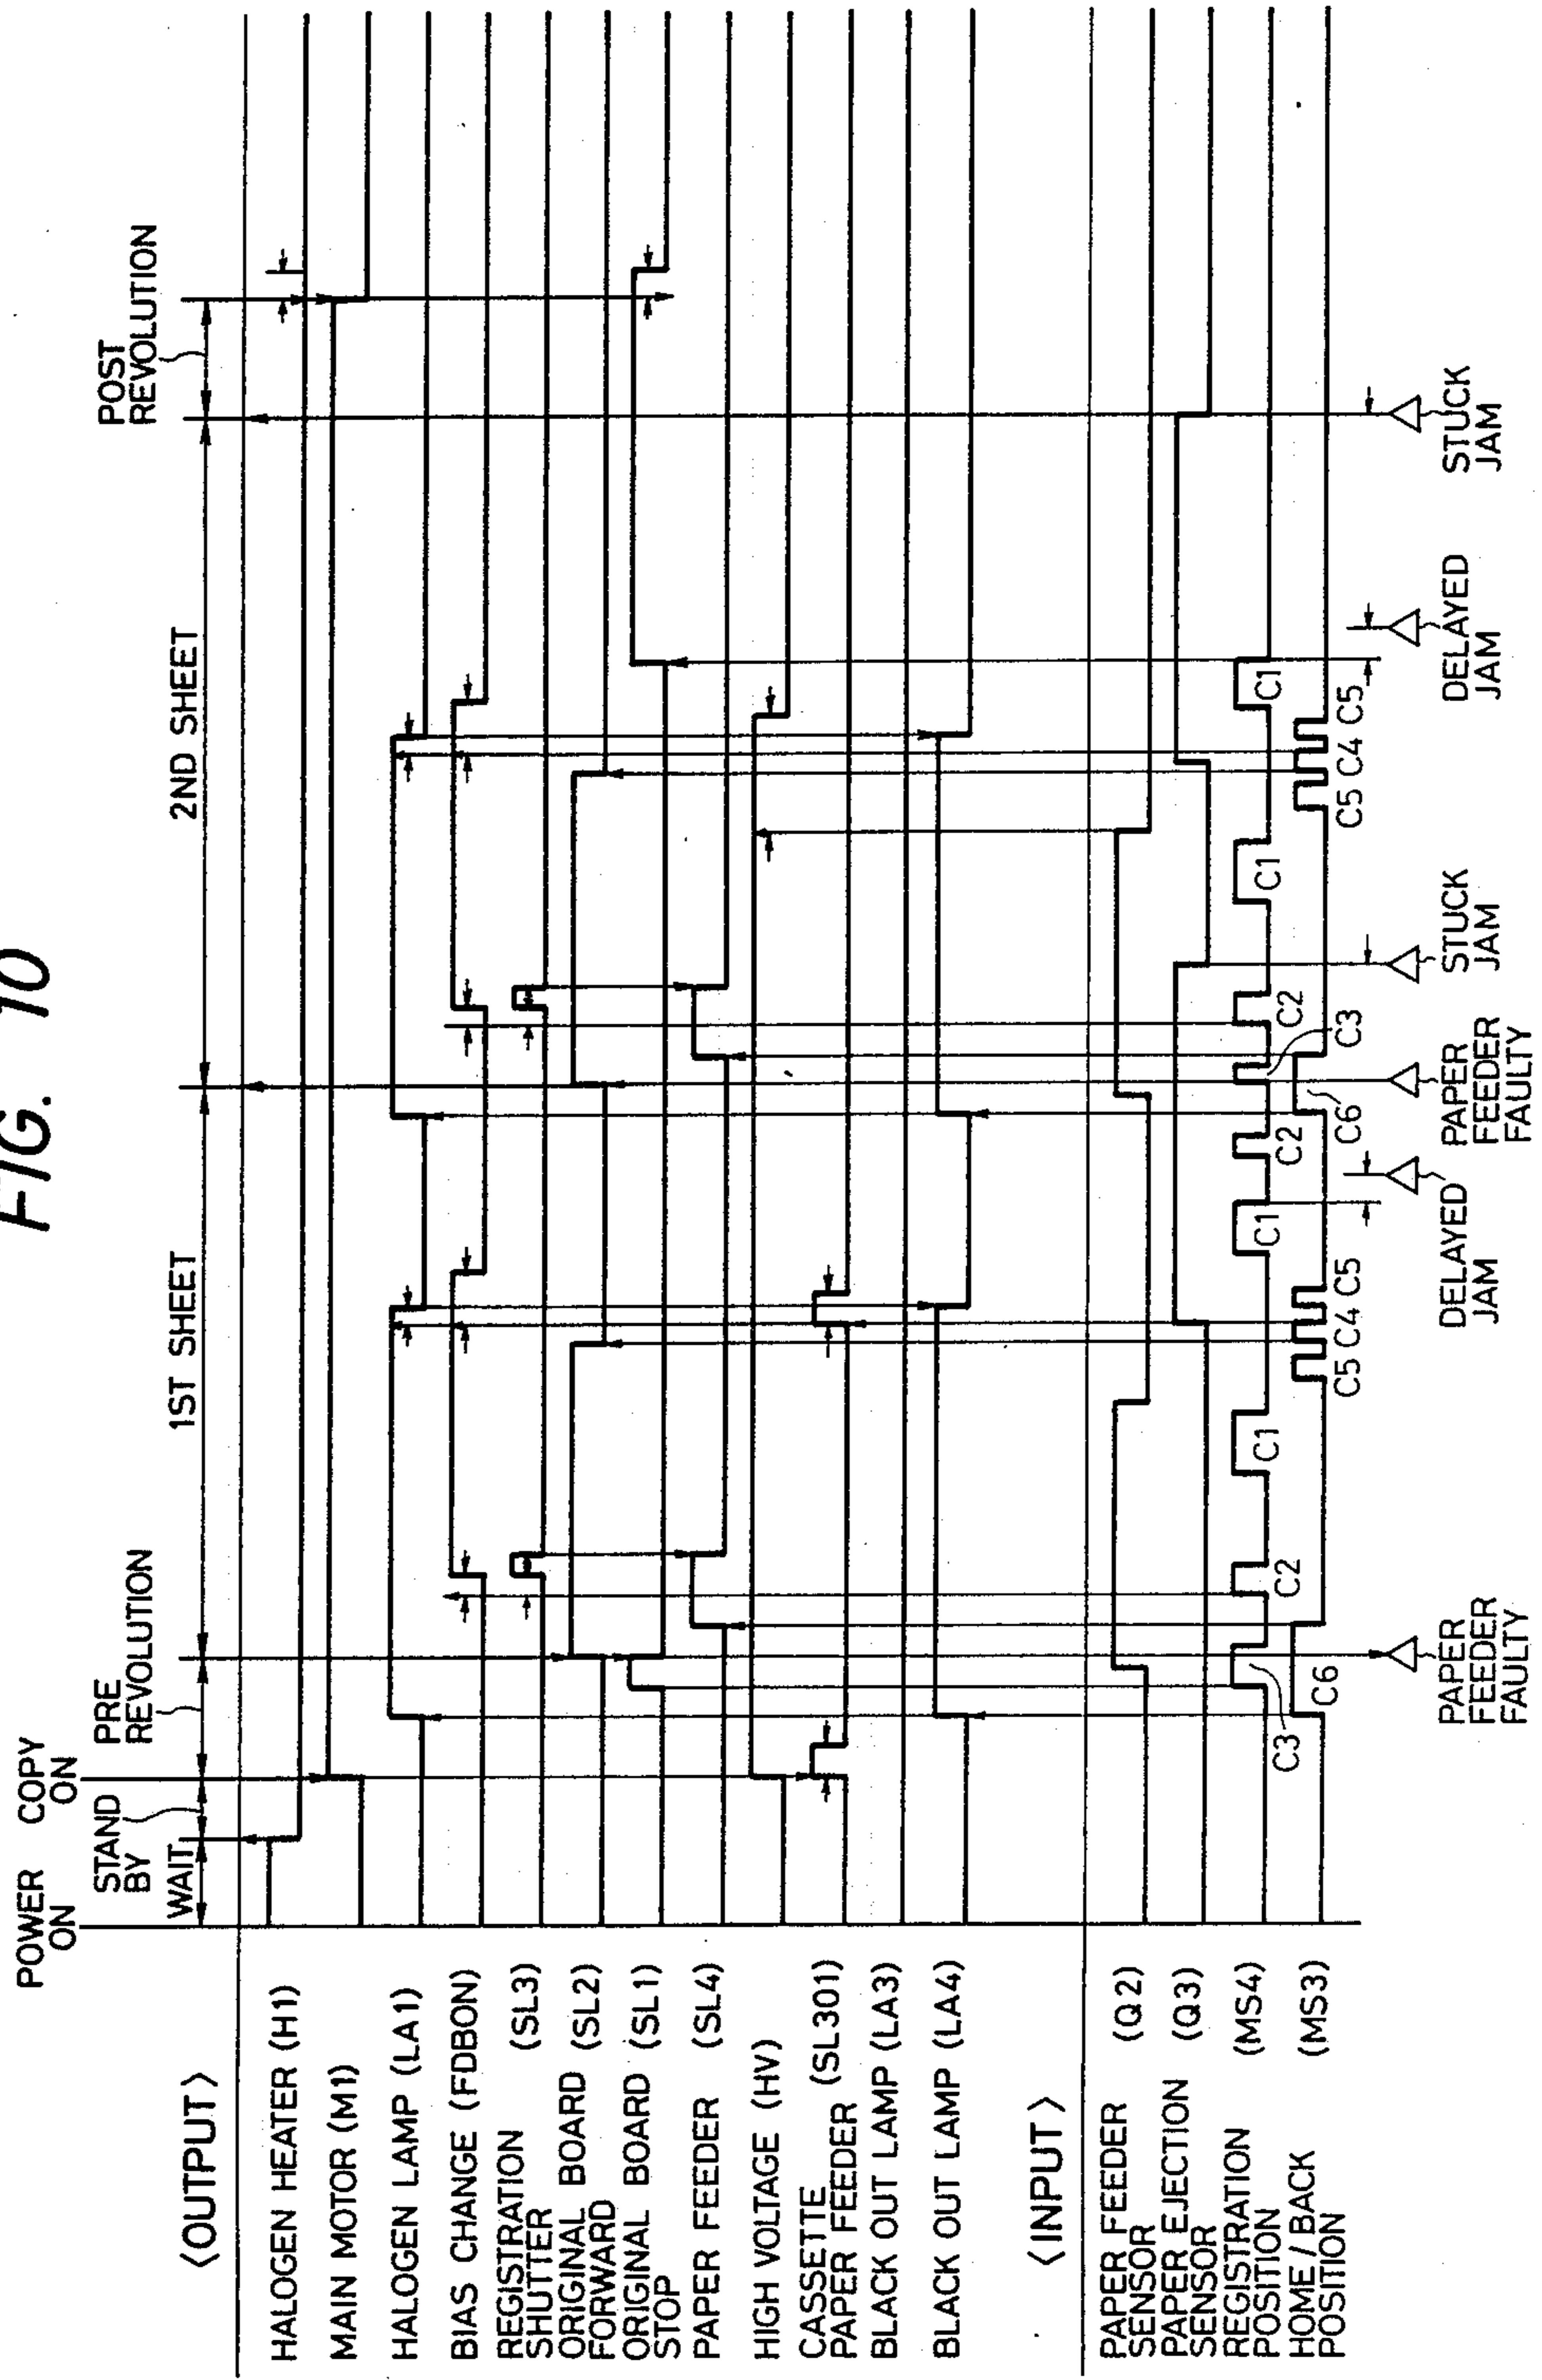 FIG. 10
POWER ON
COPY ON
STAND BY
WAIT
PRE REVOLUTION
1ST SHEET
2ND SHEET
POST REVOLUTION
〈OUTPUT〉
HALOGEN HEATER (H1)
MAIN MOTOR (M1)
HALOGEN LAMP (LA1)
BIAS CHANGE (FDBON)
REGISTRATION SHUTTER (SL3)
ORIGINAL BOARD FORWARD (SL2)
ORIGINAL BOARD STOP (SL1)
PAPER FEEDER (SL4)
HIGH VOLTAGE (HV)
CASSETTE PAPER FEEDER (SL301)
BLACK OUT LAMP (LA3)
BLACK OUT LAMP (LA4)
〈INPUT〉
PAPER FEEDER SENSOR (Q2)
PAPER EJECTION SENSOR (Q3)
REGISTRATION POSITION (MS4)
HOME/BACK POSITION (MS3)
C3 C2 C1 C1 C2 C3 C2 C1 C1
C6 C5 C4 C5 C6 C5 C4 C5
PAPER FEEDER FAULTY
DELAYED JAM
PAPER FEEDER FAULTY
STUCK JAM
DELAYED JAM
STUCK JAM